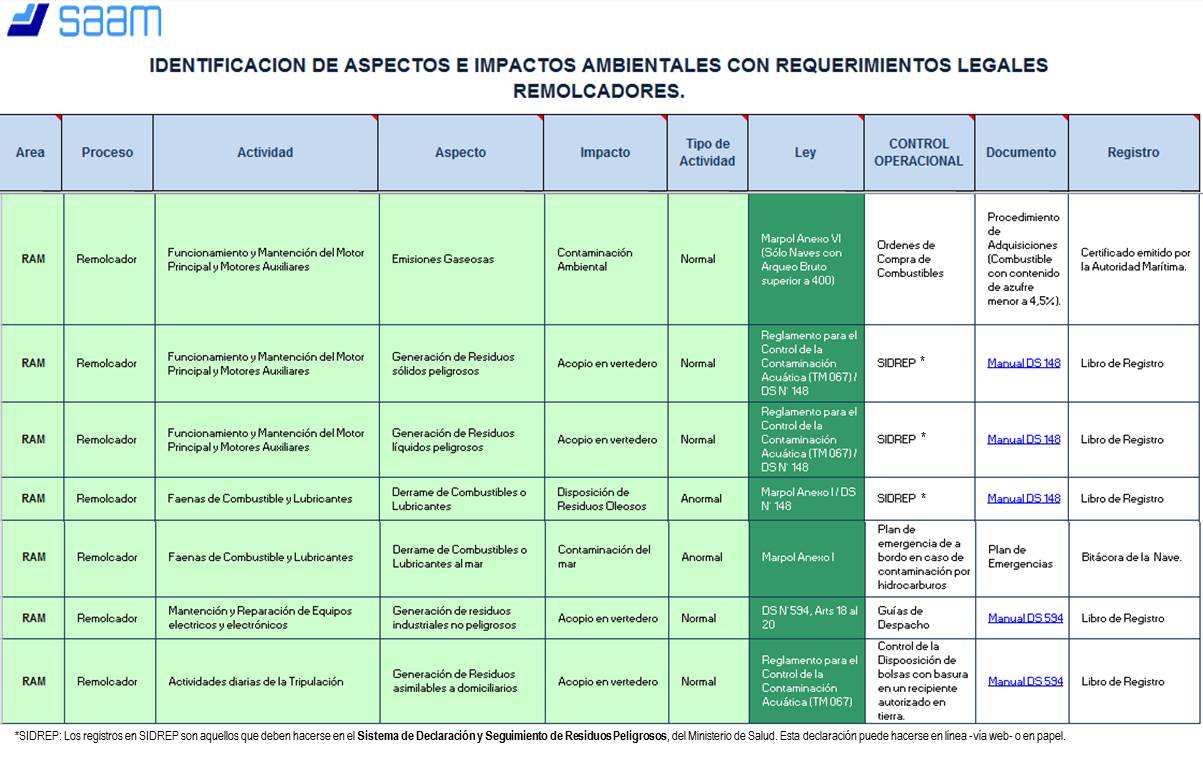 saam
IDENTIFICACION DE ASPECTOS E IMPACTOS AMBIENTALES CON REQUERIMIENTOS LEGALES
REMOLCADORES.
Area
Proceso
Actividad
Aspecto
Impacto
Tipo de
Actividad
Ley
CONTROL
OPERACIONAL
Documento
Registro
RAM
Remolcador
Funcionamiento y Mantención del Motor
Principal y Motores Auxiliares
Emisiones Gaseosas
Contaminación
Ambiental
Normal
Marpol Anexo VI
(Sólo Naves con
Arqueo Bruto
superior a 400)
Ordenes de
Compra de
Combustibles
Procedimiento
de
Adquisiciones
(Combustible
con contenido
de azufre
menor a 4,5%).
Certificado emitido por
la Autoridad Marítima.
RAM
Remolcador
Funcionamiento y Mantención del Motor
Principal y Motores Auxiliares
Generación de Residuos
sólidos peligrosos
Acopio en vertedero
Normal
Reglamento para el
Control de la
Contaminación
Acuática (TM 067) /
DS N° 148
SIDREP *
Manual DS 148
Libro de Registro
RAM
Remolcador
Funcionamiento y Mantención del Motor
Principal y Motores Auxiliares
Generación de Residuos
líquidos peligrosos
Acopio en vertedero
Normal
Reglamento para el
Control de la
Contaminación
Acuática (TM 067) /
DS N° 148
SIDREP *
Manual DS 148
Libro de Registro
RAM
Remolcador
Faenas de Combustible y Lubricantes
Derrame de Combustibles o
Lubricantes
Disposición de
Residuos Oleosos
Anormal
Marpol Anexo I / DS
N° 148
SIDREP *
Manual DS 148
Libro de Registro
RAM
Remolcador
Faenas de Combustible y Lubricantes
Derrame de Combustibles o
Lubricantes al mar
Contaminación del
mar
Anormal
Marpol Anexo I
Plan de
emergencia de a
bordo en caso de
contaminación por
hidrocarburos
Plan de
Emergencias
Bitácora de la Nave.
RAM
Remolcador
Mantención y Reparación de Equipos
electricos y electrónicos
Generación de residuos
industriales no peligrosos
Acopio en vertedero
Normal
DS N°594, Arts 18 al
20
Guías de
Despacho
Manual DS 594
Libro de Registro
RAM
Remolcador
Actividades diarias de la Tripulación
Generación de Residuos
asimilables a domiciliarios
Acopio en vertedero
Normal
Reglamento para el
Control de la
Contaminación
Acuática (TM 067)
Control de la
Dispoosición de
bolsas con basura
en un recipiente
autorizado en
tierra.
Manual DS 594
Libro de Registro
*SIDREP: Los registros en SIDREP son aquellos que deben hacerse en el Sistema de Declaración y Seguimiento de Residuos Peligrosos, del Ministerio de Salud. Esta declaración puede hacerse en línea -vía web- o en papel.